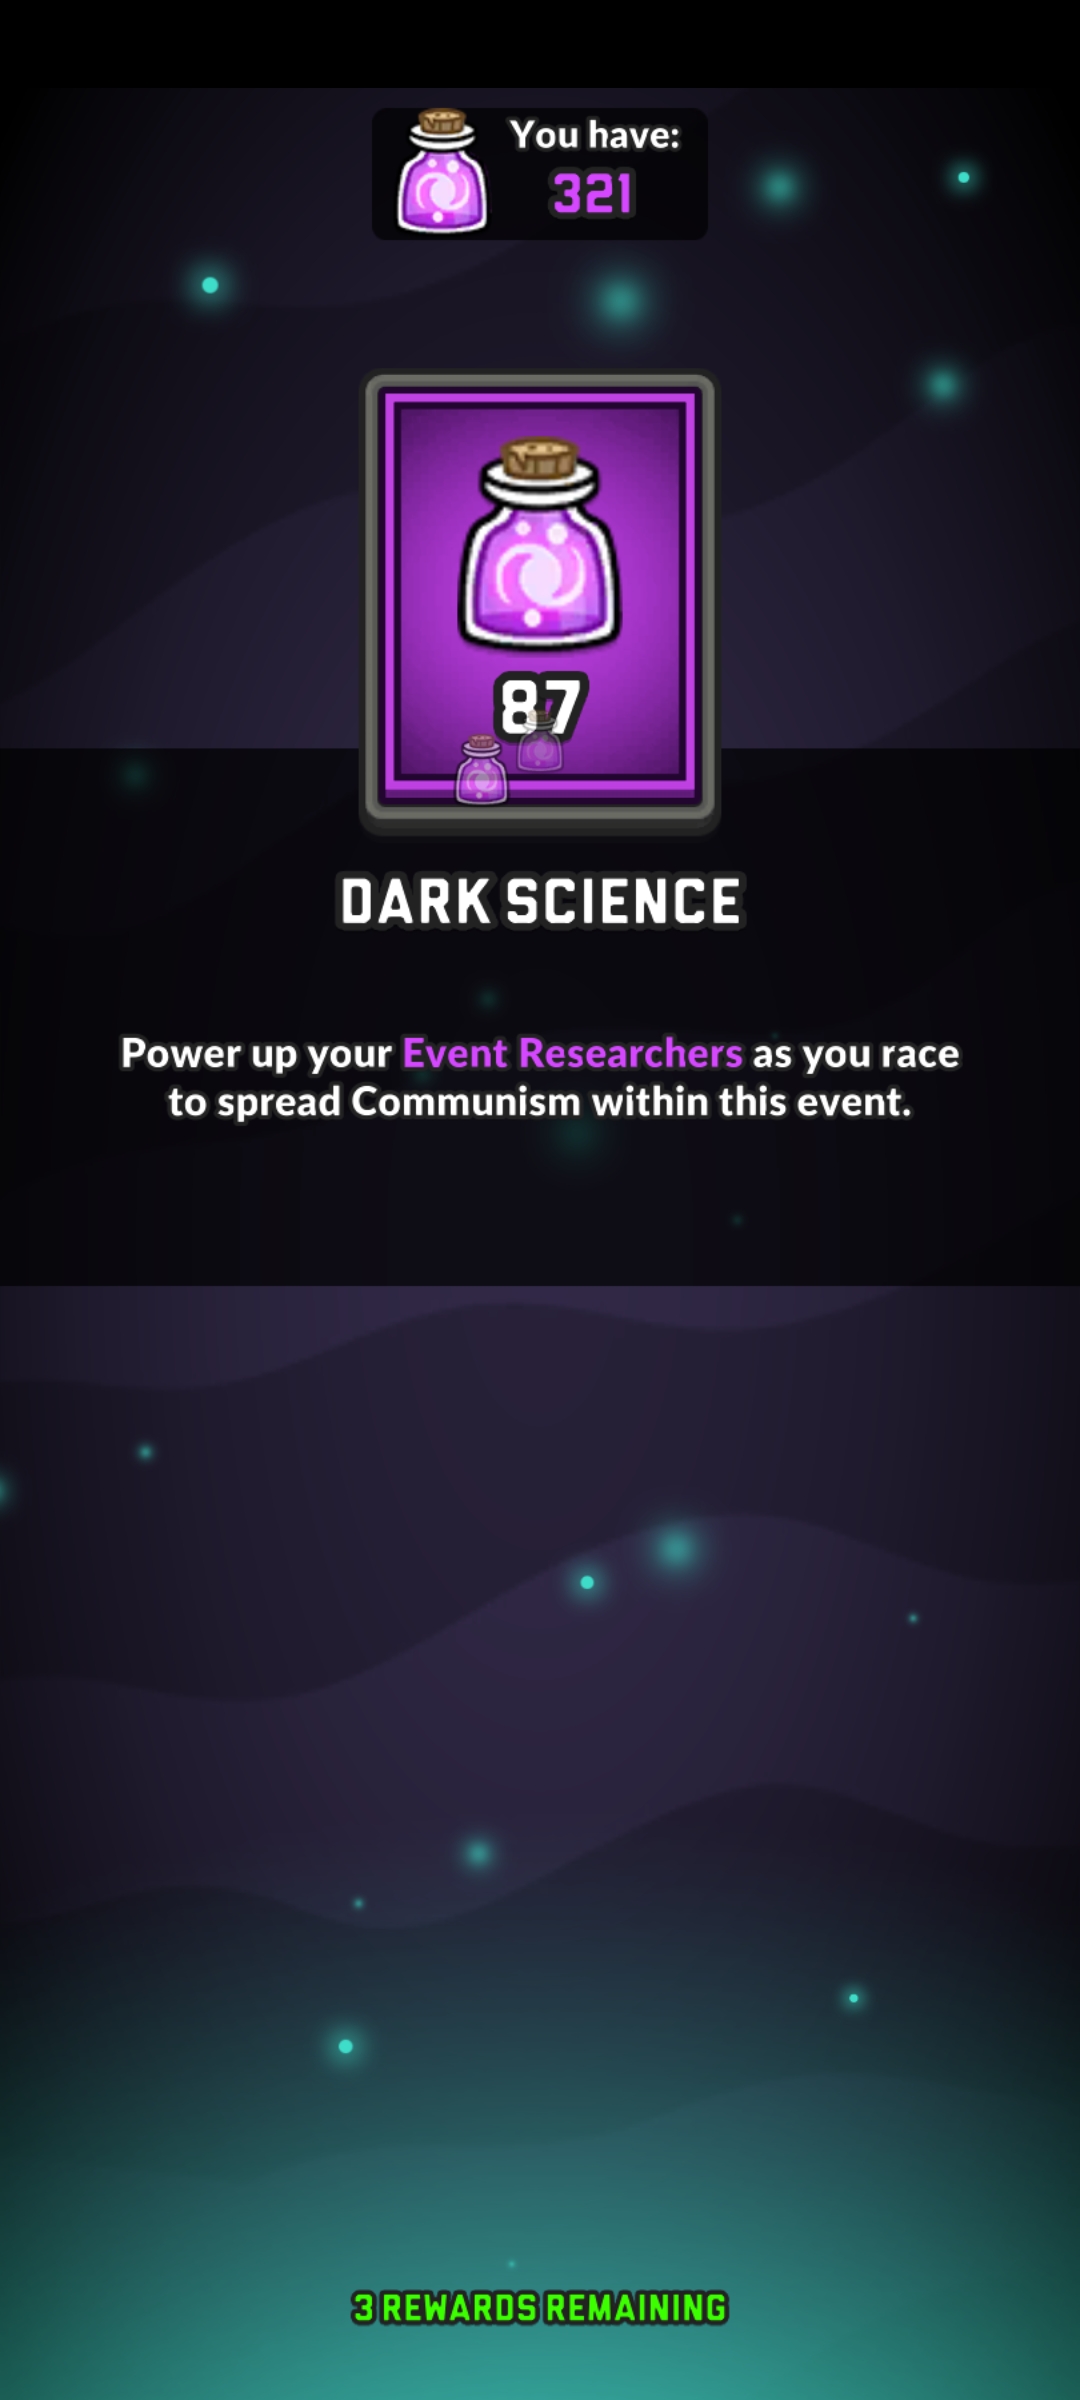 You have:
321
87
DARK SCIENCE
Power up your Event Researchers as you race
to spread Communism within this event.
3 REWARDS REMAINING